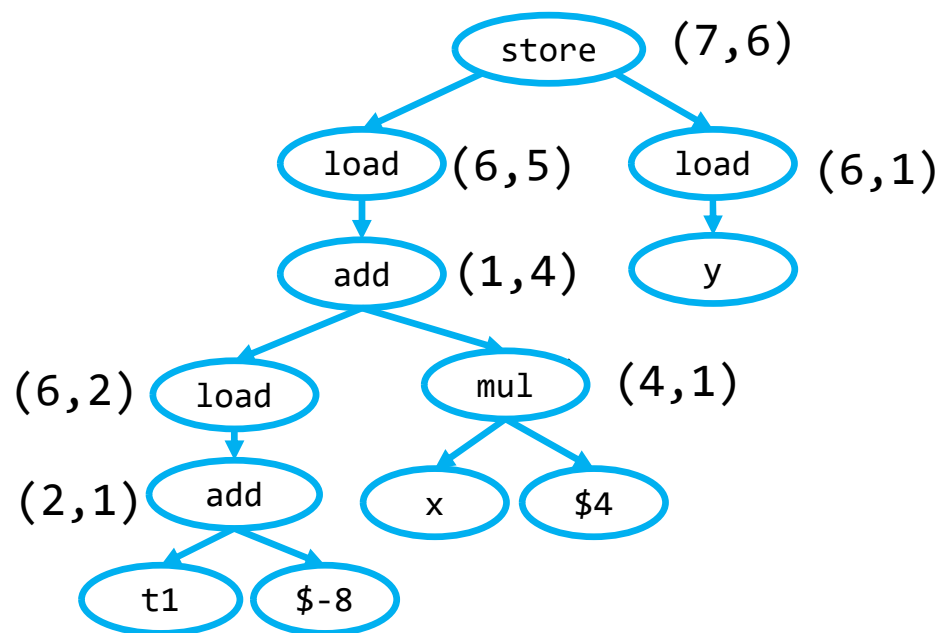 store (7,6)
load (6,5) load (6,1)
add (1,4) y
(6,2) load mul (4,1)
(2,1) add x $4
t1 $-8